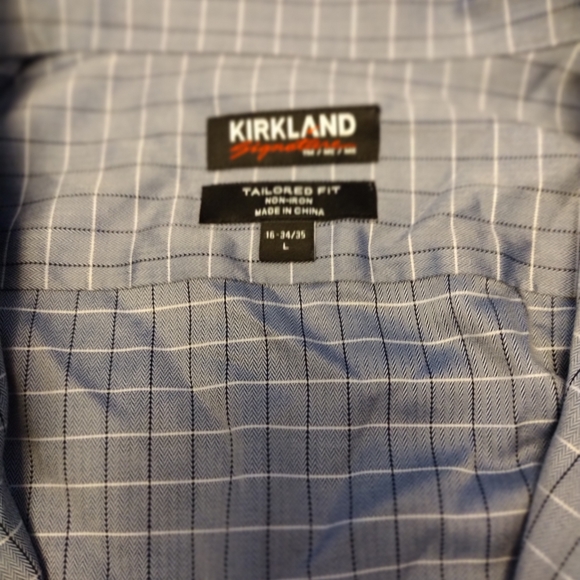 KIRKLAND
Signature
TAILORED FIT
NON-IRON
MADE IN CHINA
16-34/35
L